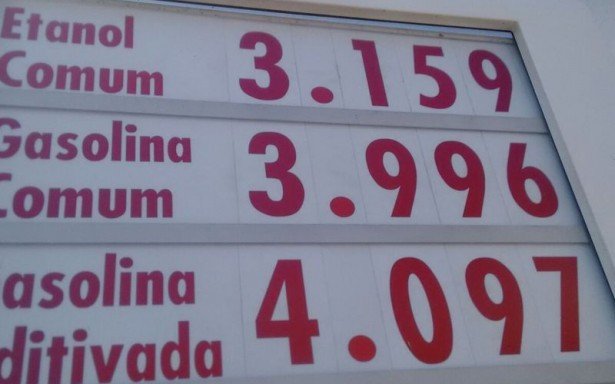 Etanol
Comum 3.159
Gasolina
Comum 3.996
asolina
ditivada 4.097